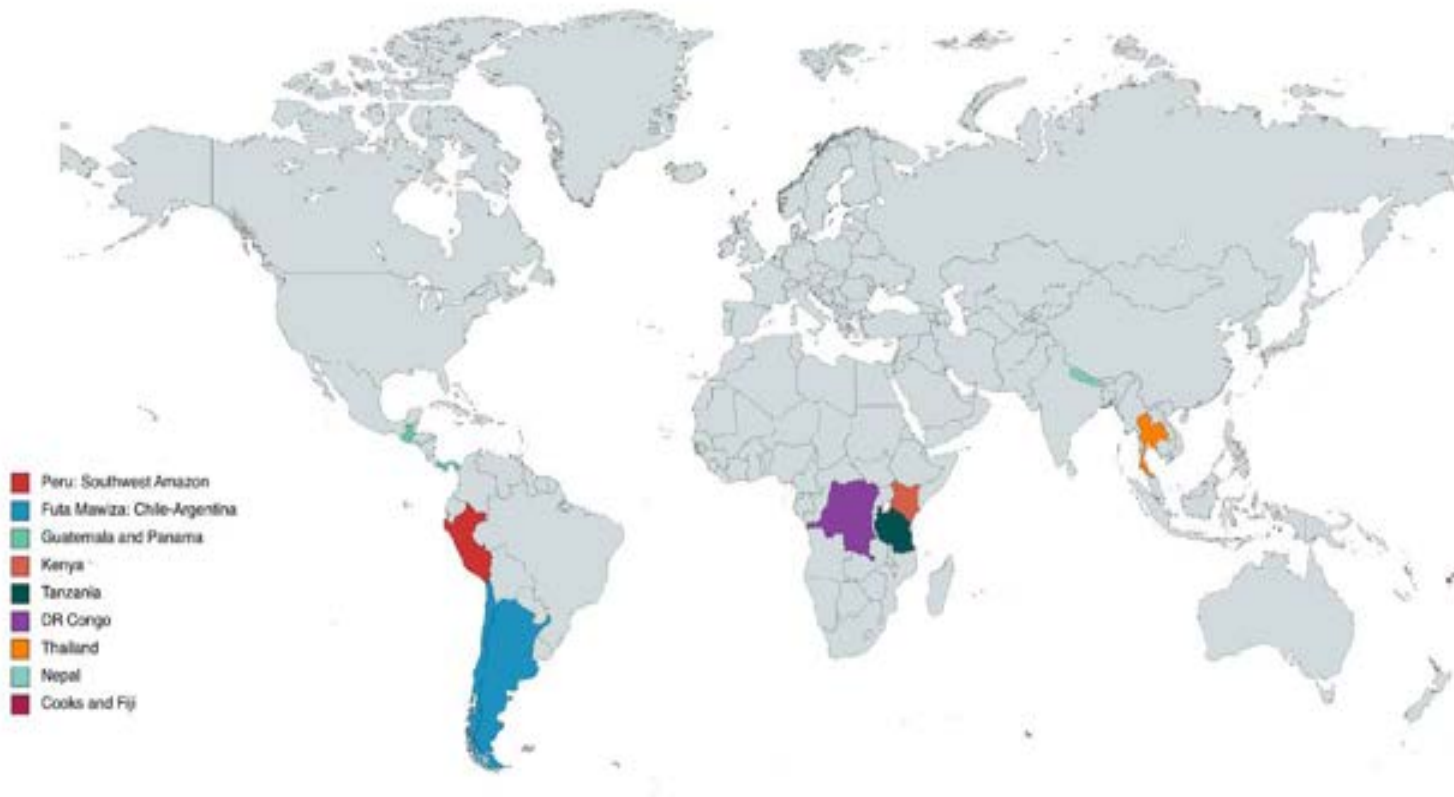 Peru: Southwest Amazon
Futa Mawiza: Chile-Argentina
Guatemala and Panama
Kenya
Tanzania
DR Congo
Thailand
Nepal
Cooks and Fiji